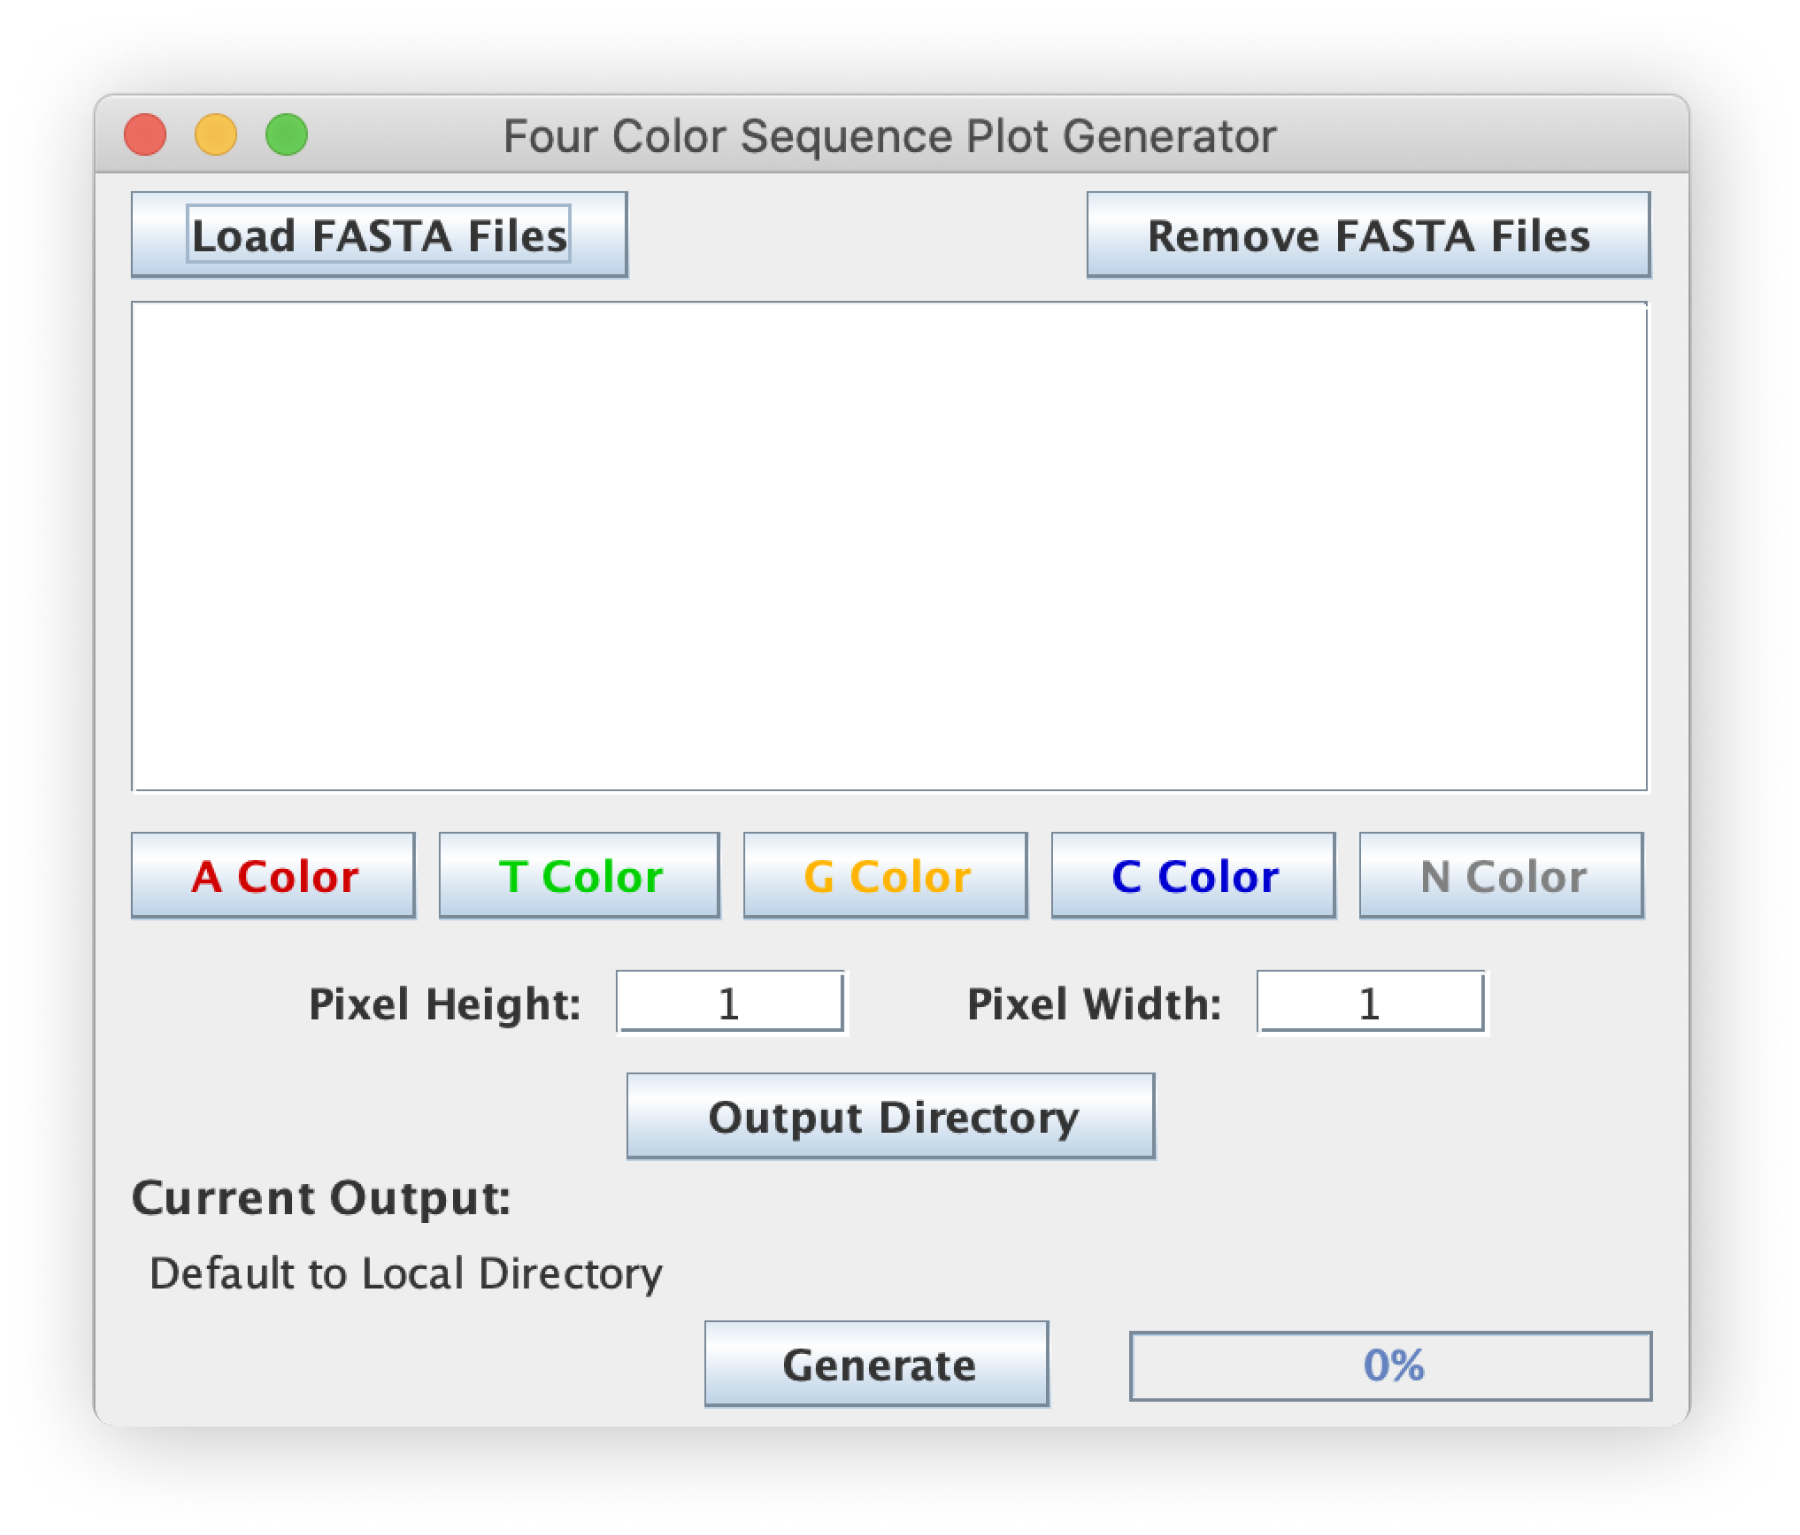 Four Color Sequence Plot Generator
Load FASTA Files Remove FASTA Files
A Color T Color G Color C Color N Color
Pixel Height: 1 Pixel Width: 1
Output Directory
Current Output:
Default to Local Directory
Generate 0%